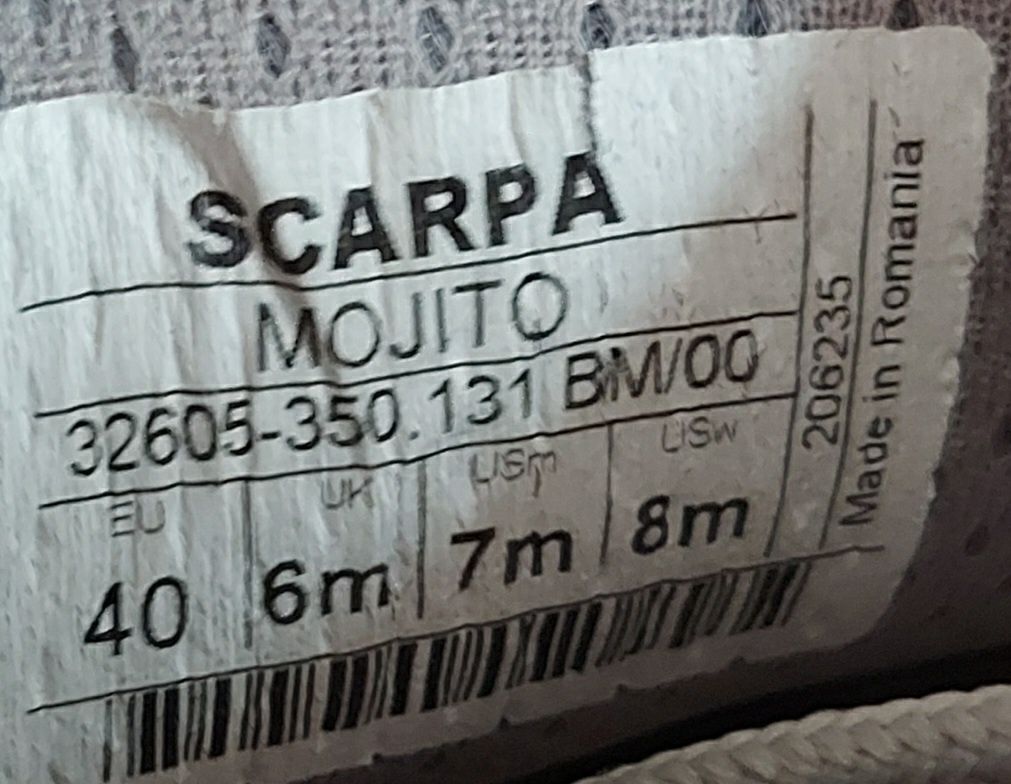 SCARPA
MOJITO
32605-350.131 BM/00
EU UK USm USw
40 6m 7m 8m
206235
Made in Romania